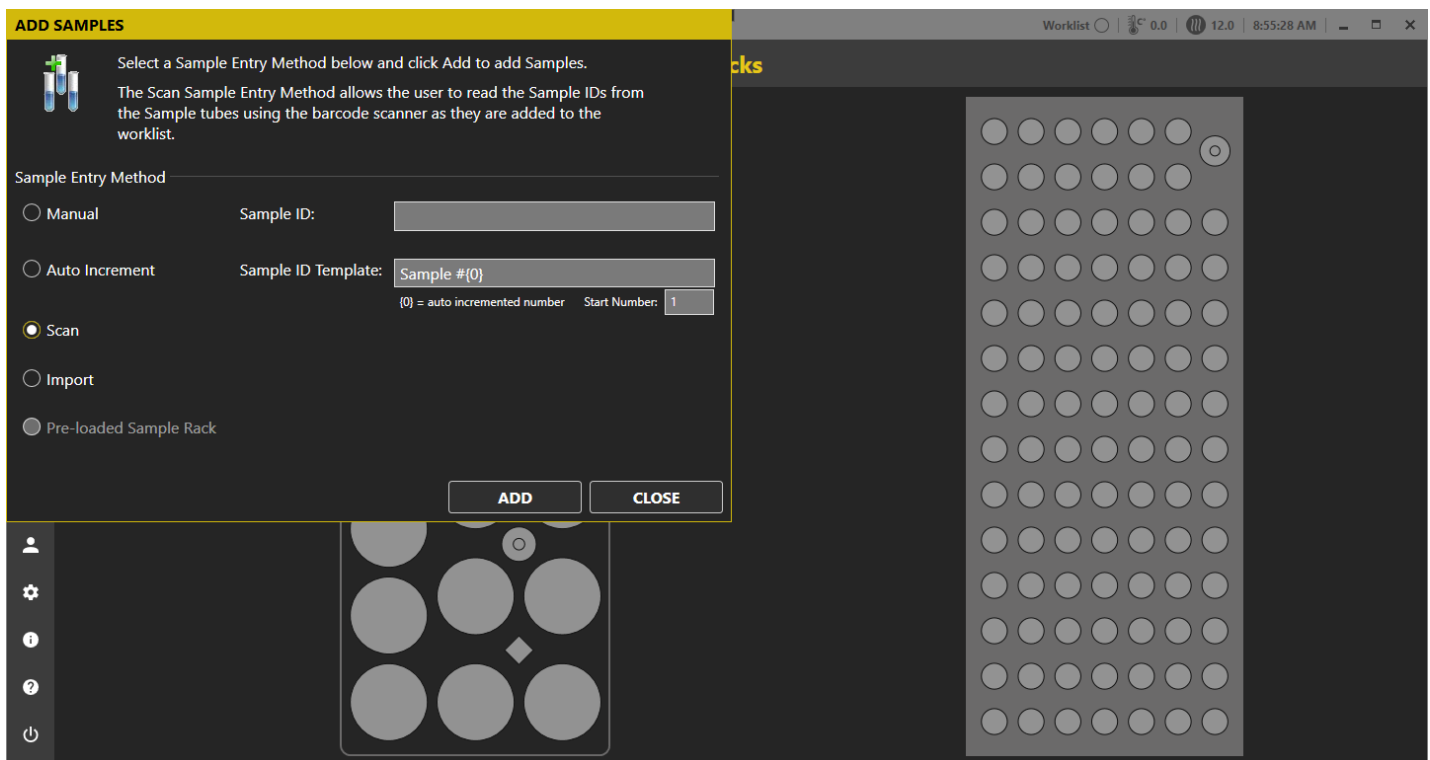 ADD SAMPLES
Worklist | C° 0.0 | 12.0 | 8:55:28 AM
cks
Select a Sample Entry Method below and click Add to add Samples.
The Scan Sample Entry Method allows the user to read the Sample IDs from
the Sample tubes using the barcode scanner as they are added to the
worklist.
Sample Entry Method
Manual Sample ID:
Auto Increment Sample ID Template: Sample #{0}
{0} = auto incremented number Start Number: 1
Scan
Import
Pre-loaded Sample Rack
ADD CLOSE